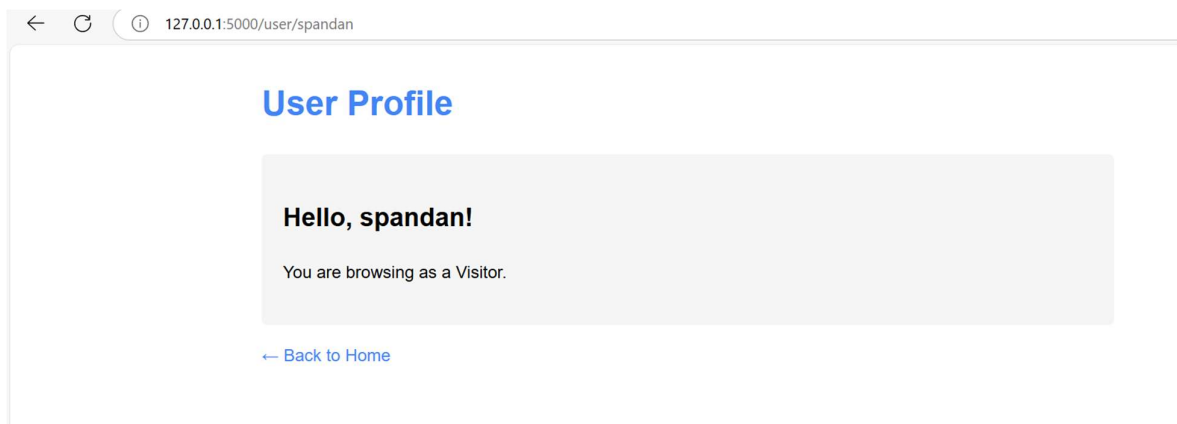 127.0.0.1:5000/user/spandan
User Profile
Hello, spandan!
You are browsing as a Visitor.
← Back to Home